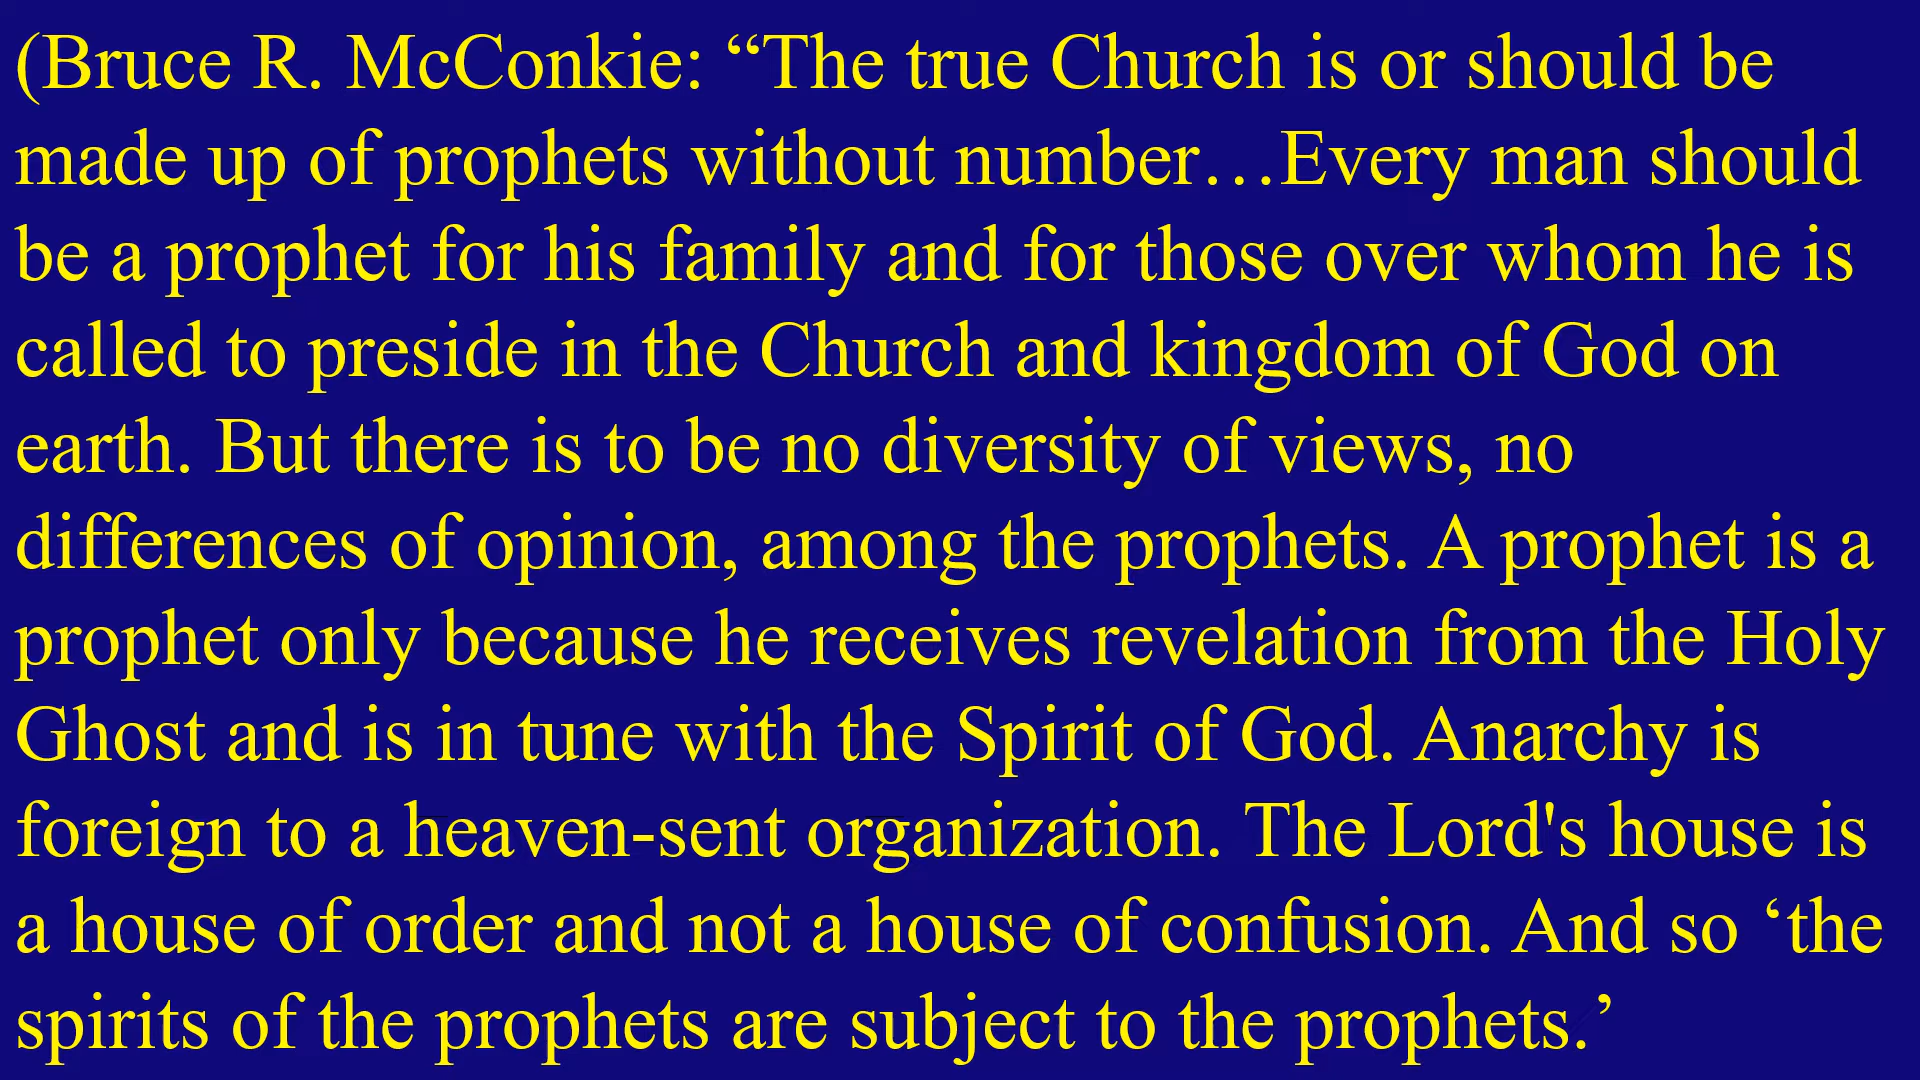 (Bruce R. McConkie: “The true Church is or should be
made up of prophets without number…Every man should
be a prophet for his family and for those over whom he is
called to preside in the Church and kingdom of God on
earth. But there is to be no diversity of views, no
differences of opinion, among the prophets. A prophet is a
prophet only because he receives revelation from the Holy
Ghost and is in tune with the Spirit of God. Anarchy is
foreign to a heaven-sent organization. The Lord's house is
a house of order and not a house of confusion. And so ‘the
spirits of the prophets are subject to the prophets.’